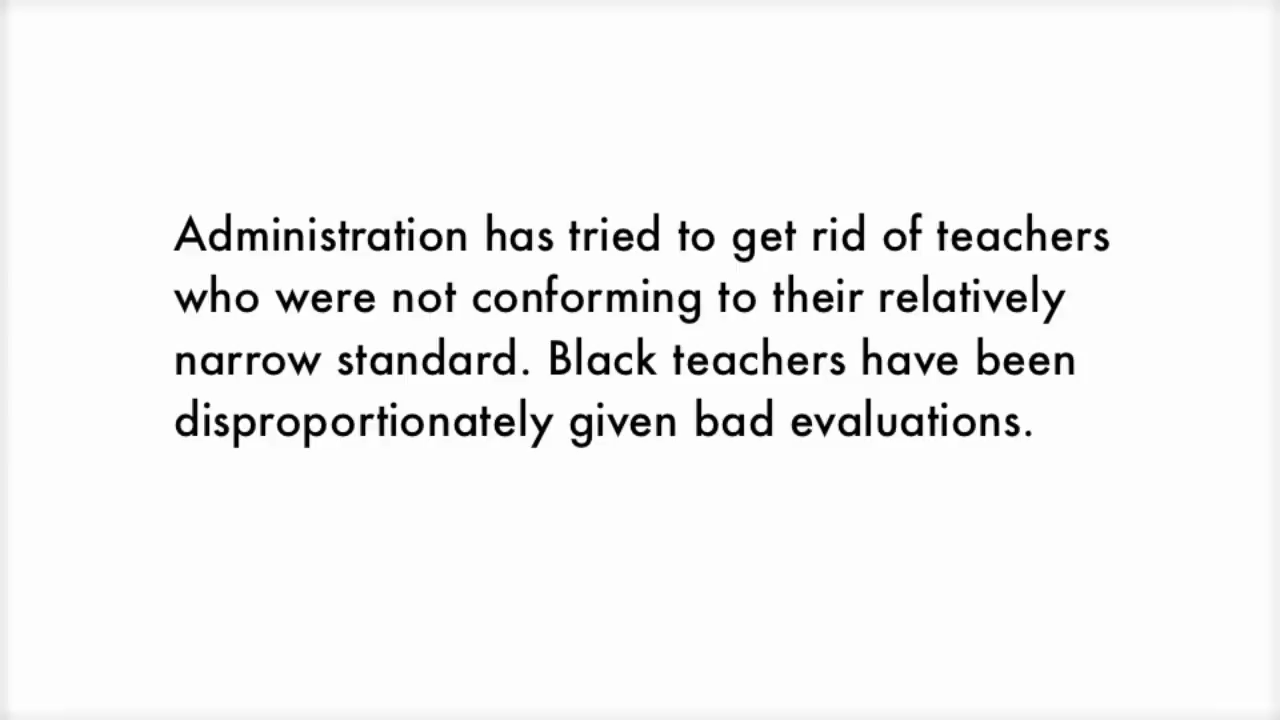 Administration has tried to get rid of teachers
who were not conforming to their relatively
narrow standard. Black teachers have been
disproportionately given bad evaluations.